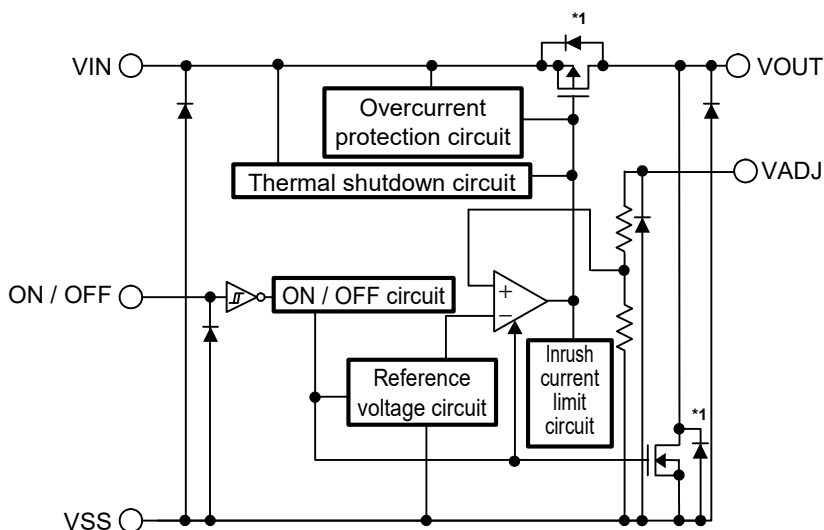 *1
VIN
VOUT
Overcurrent
protection circuit
Thermal shutdown circuit
VADJ
ON / OFF
ON / OFF circuit
+
−
Reference
voltage circuit
Inrush
current
limit
circuit
*1
VSS